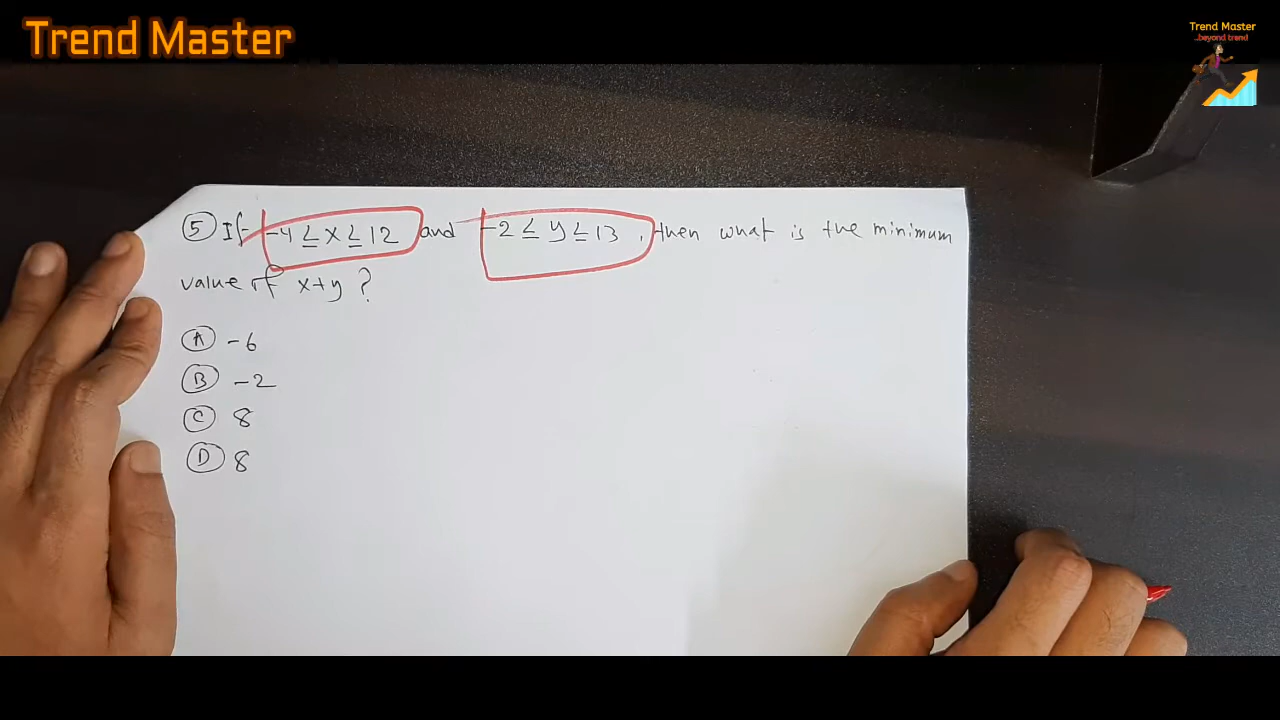 Trend Master
Trend Master
..beyond trend
⑤ If -4 ≤ x ≤ 12 and -2 ≤ y ≤ 13, then what is the minimum
value of x+y?
Ⓐ -6
Ⓑ -2
Ⓒ 8
Ⓓ 8